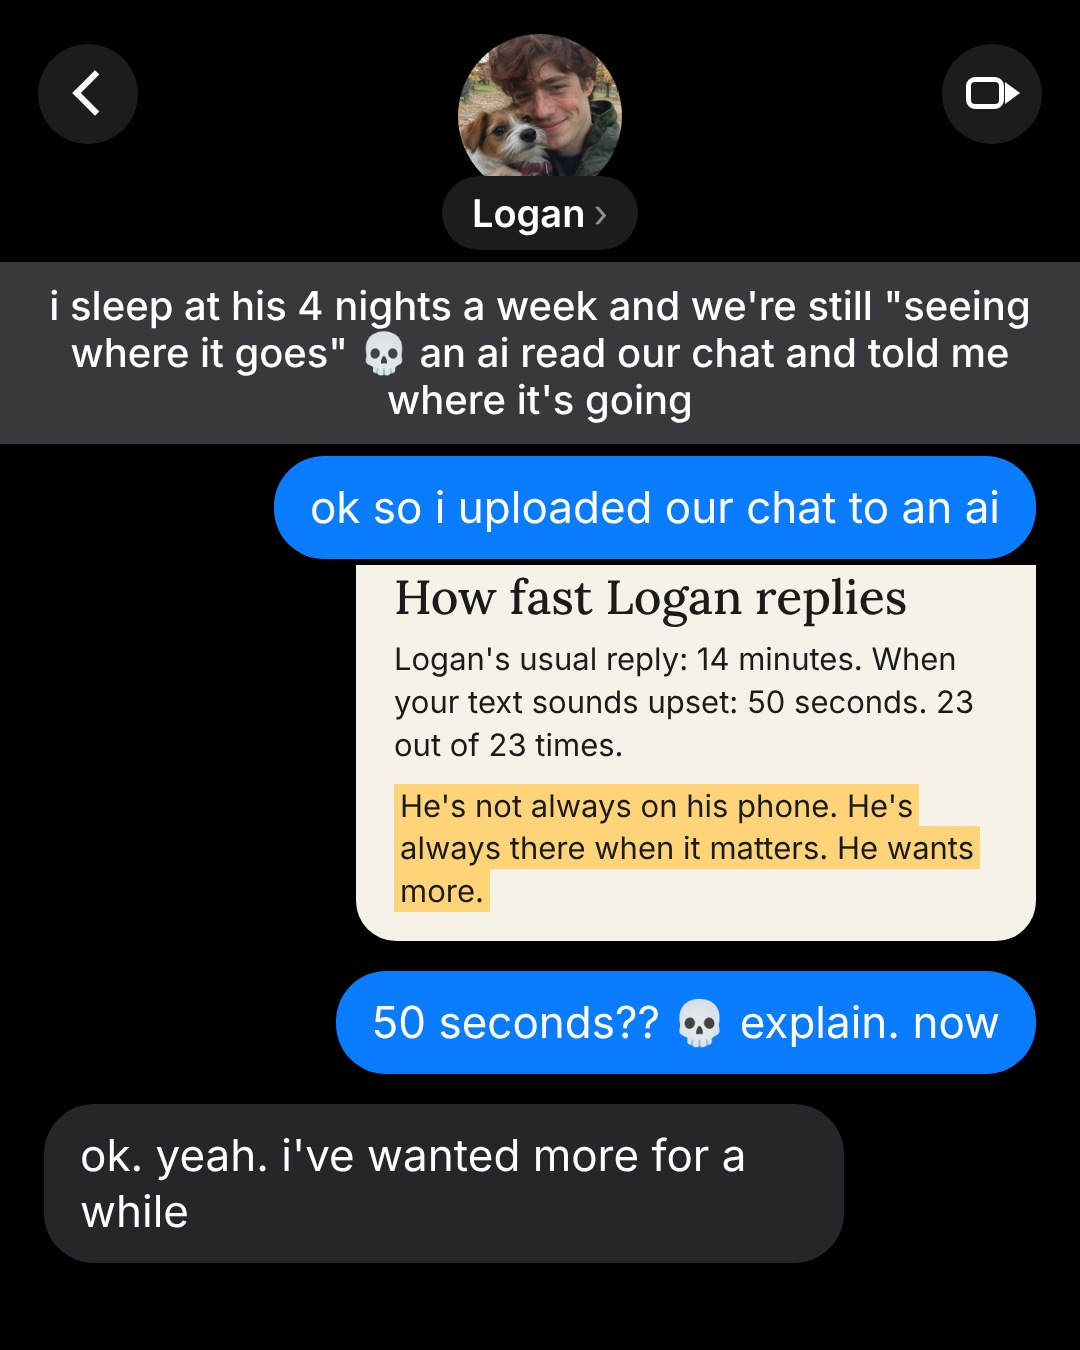 Logan ›
i sleep at his 4 nights a week and we're still "seeing
where it goes" 💀 an ai read our chat and told me
where it's going
ok so i uploaded our chat to an ai
How fast Logan replies
Logan's usual reply: 14 minutes. When
your text sounds upset: 50 seconds. 23
out of 23 times.
He's not always on his phone. He's
always there when it matters. He wants
more.
50 seconds?? 💀 explain. now
ok. yeah. i've wanted more for a
while